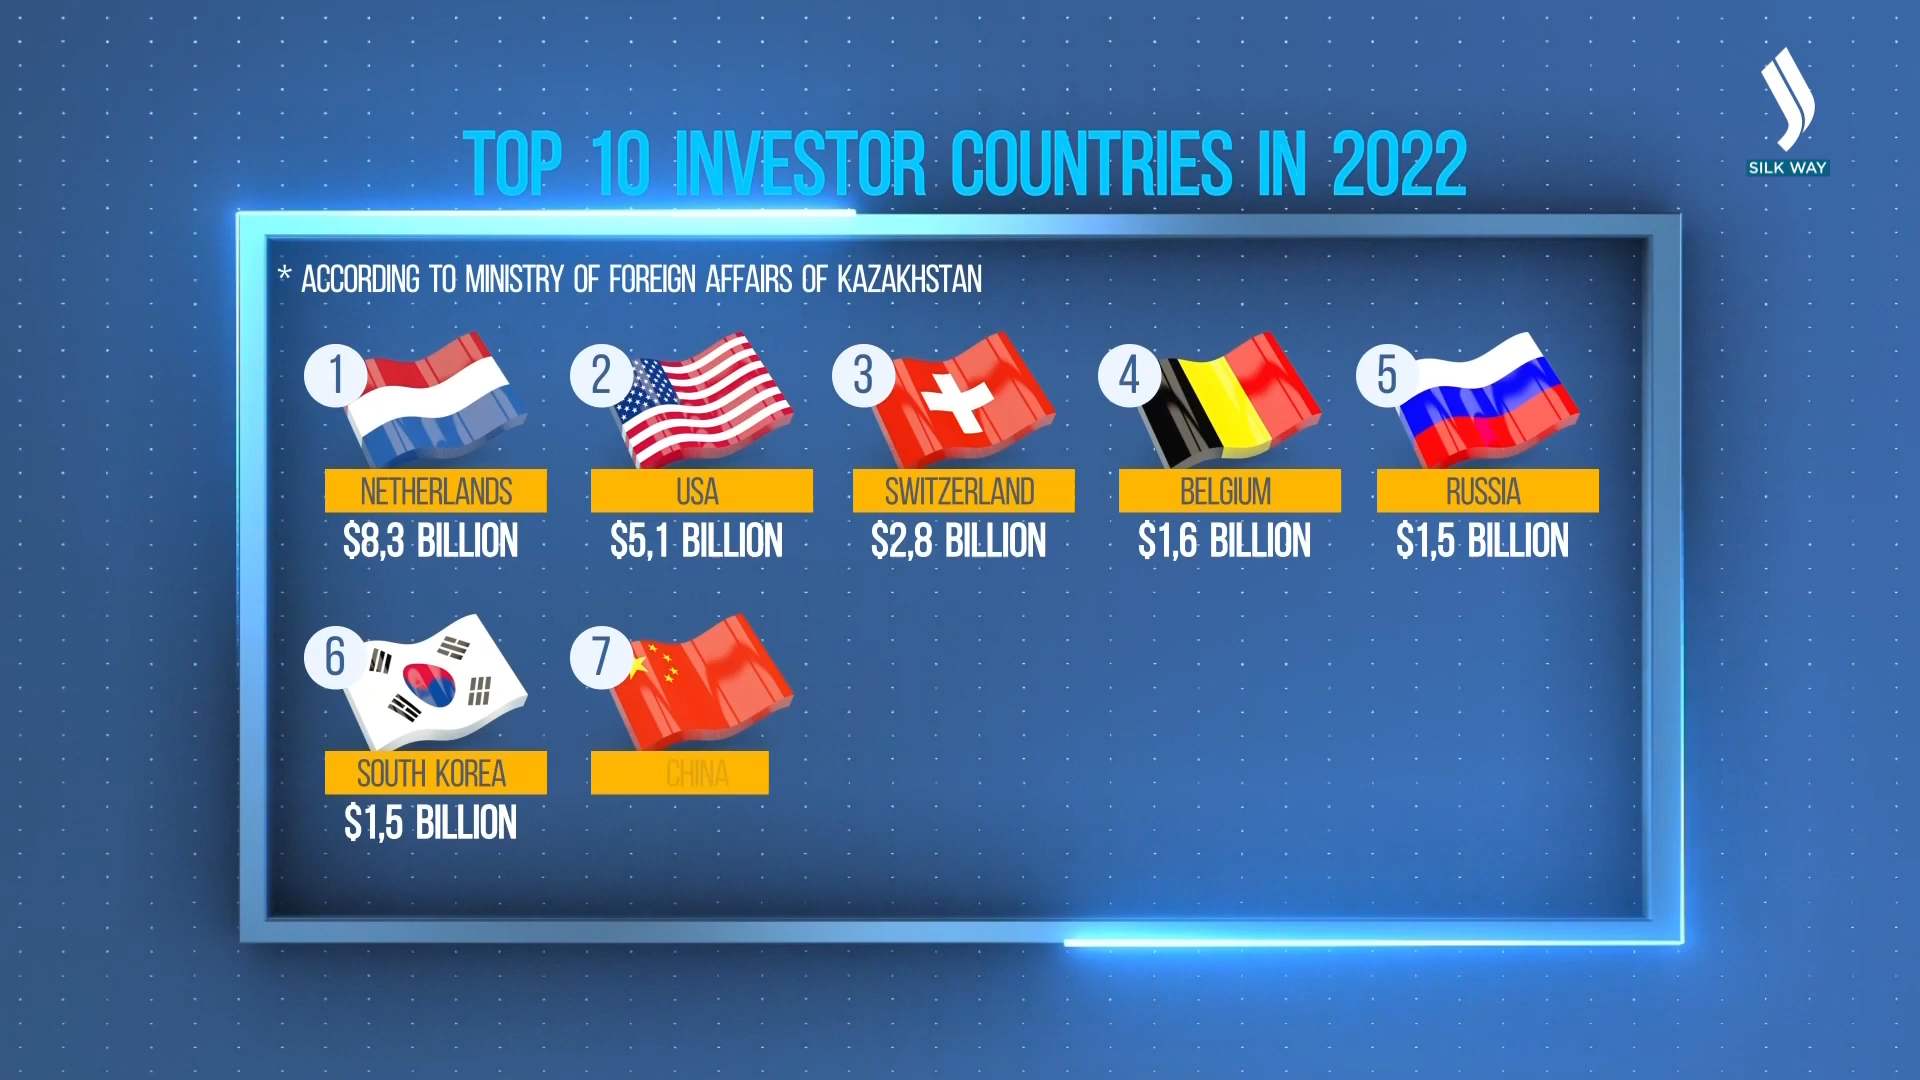 SILK WAY
TOP 10 INVESTOR COUNTRIES IN 2022
* ACCORDING TO MINISTRY OF FOREIGN AFFAIRS OF KAZAKHSTAN
1
NETHERLANDS
$8,3 BILLION
2
USA
$5,1 BILLION
3
SWITZERLAND
$2,8 BILLION
4
BELGIUM
$1,6 BILLION
5
RUSSIA
$1,5 BILLION
6
SOUTH KOREA
$1,5 BILLION
7
CHINA